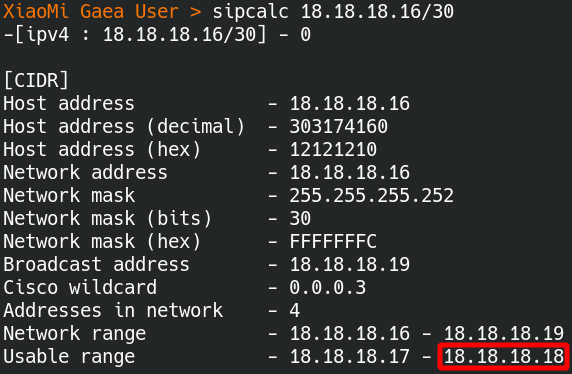 XiaoMi Gaea User > sipcalc 18.18.18.16/30
-[ipv4 : 18.18.18.16/30] - 0
[CIDR]
Host address - 18.18.18.16
Host address (decimal) - 303174160
Host address (hex) - 12121210
Network address - 18.18.18.16
Network mask - 255.255.255.252
Network mask (bits) - 30
Network mask (hex) - FFFFFFFC
Broadcast address - 18.18.18.19
Cisco wildcard - 0.0.0.3
Addresses in network - 4
Network range - 18.18.18.16 - 18.18.18.19
Usable range - 18.18.18.17 - 18.18.18.18